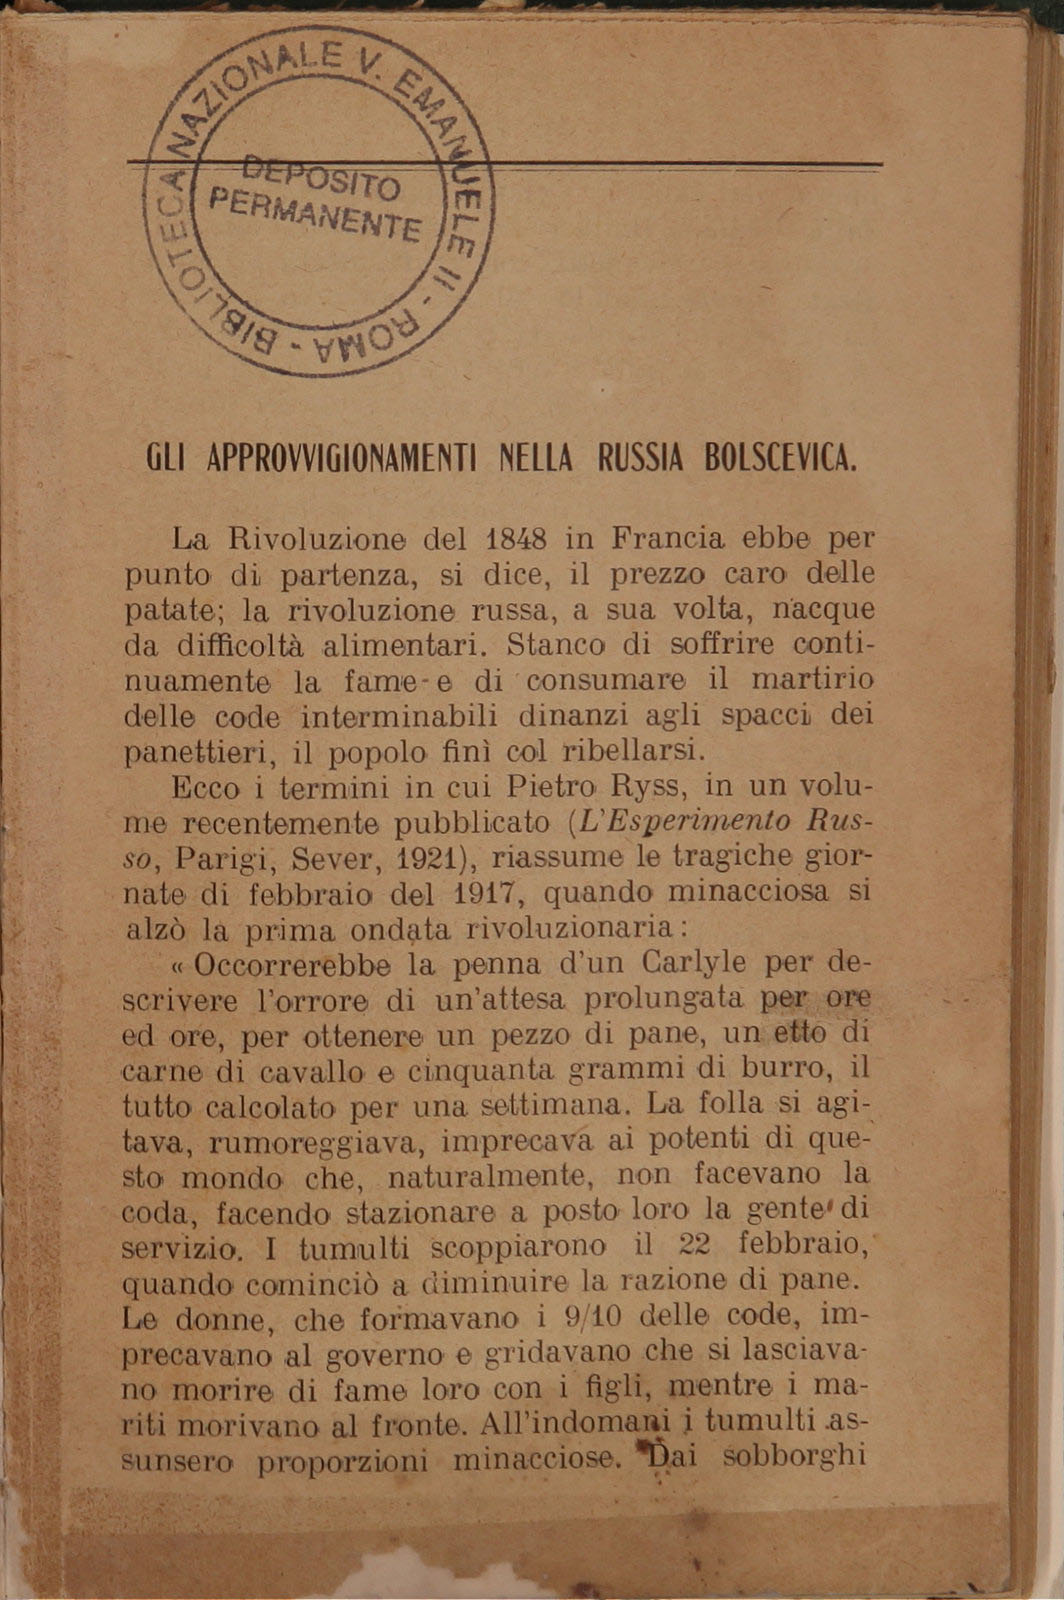 BIBLIOTECA NAZIONALE V. EMANUELE II - ROMA -
DEPOSITO
PERMANENTE
GLI APPROVVIGIONAMENTI NELLA RUSSIA BOLSCEVICA.
La Rivoluzione del 1848 in Francia ebbe per
punto di partenza, si dice, il prezzo caro delle
patate; la rivoluzione russa, a sua volta, nacque
da difficoltà alimentari. Stanco di soffrire conti-
nuamente la fame - e di consumare il martirio
delle code interminabili dinanzi agli spacci dei
panettieri, il popolo finì col ribellarsi.
Ecco i termini in cui Pietro Ryss, in un volu-
me recentemente pubblicato (L'Esperimento Rus-
so, Parigi, Sever, 1921), riassume le tragiche gior-
nate di febbraio del 1917, quando minacciosa si
alzò la prima ondata rivoluzionaria:
« Occorrerebbe la penna d'un Carlyle per de-
scrivere l'orrore di un'attesa prolungata per ore
ed ore, per ottenere un pezzo di pane, un etto di
carne di cavallo e cinquanta grammi di burro, il
tutto calcolato per una settimana. La folla si agi-
tava, rumoreggiava, imprecava ai potenti di que-
sto mondo che, naturalmente, non facevano la
coda, facendo stazionare a posto loro la gente di
servizio. I tumulti scoppiarono il 22 febbraio,
quando cominciò a diminuire la razione di pane.
Le donne, che formavano i 9/10 delle code, im-
precavano al governo e gridavano che si lasciava-
no morire di fame loro con i figli, mentre i ma-
riti morivano al fronte. All'indomani i tumulti as-
sunsero proporzioni minacciose. Dai sobborghi